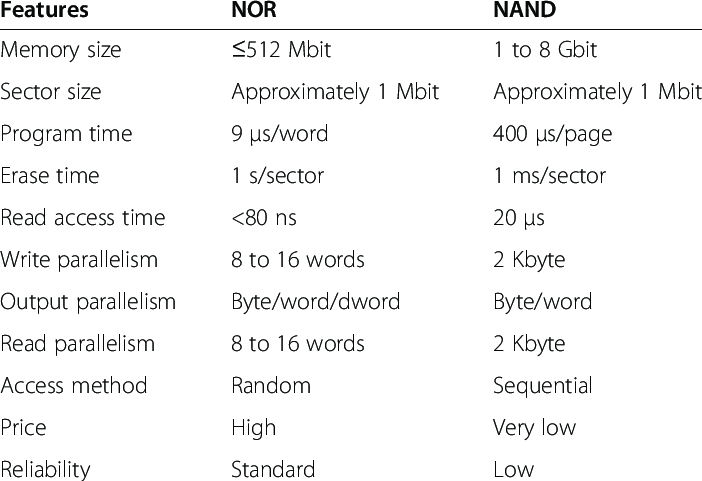 Features NOR NAND
Memory size ≤512 Mbit 1 to 8 Gbit
Sector size Approximately 1 Mbit Approximately 1 Mbit
Program time 9 μs/word 400 μs/page
Erase time 1 s/sector 1 ms/sector
Read access time <80 ns 20 μs
Write parallelism 8 to 16 words 2 Kbyte
Output parallelism Byte/word/dword Byte/word
Read parallelism 8 to 16 words 2 Kbyte
Access method Random Sequential
Price High Very low
Reliability Standard Low